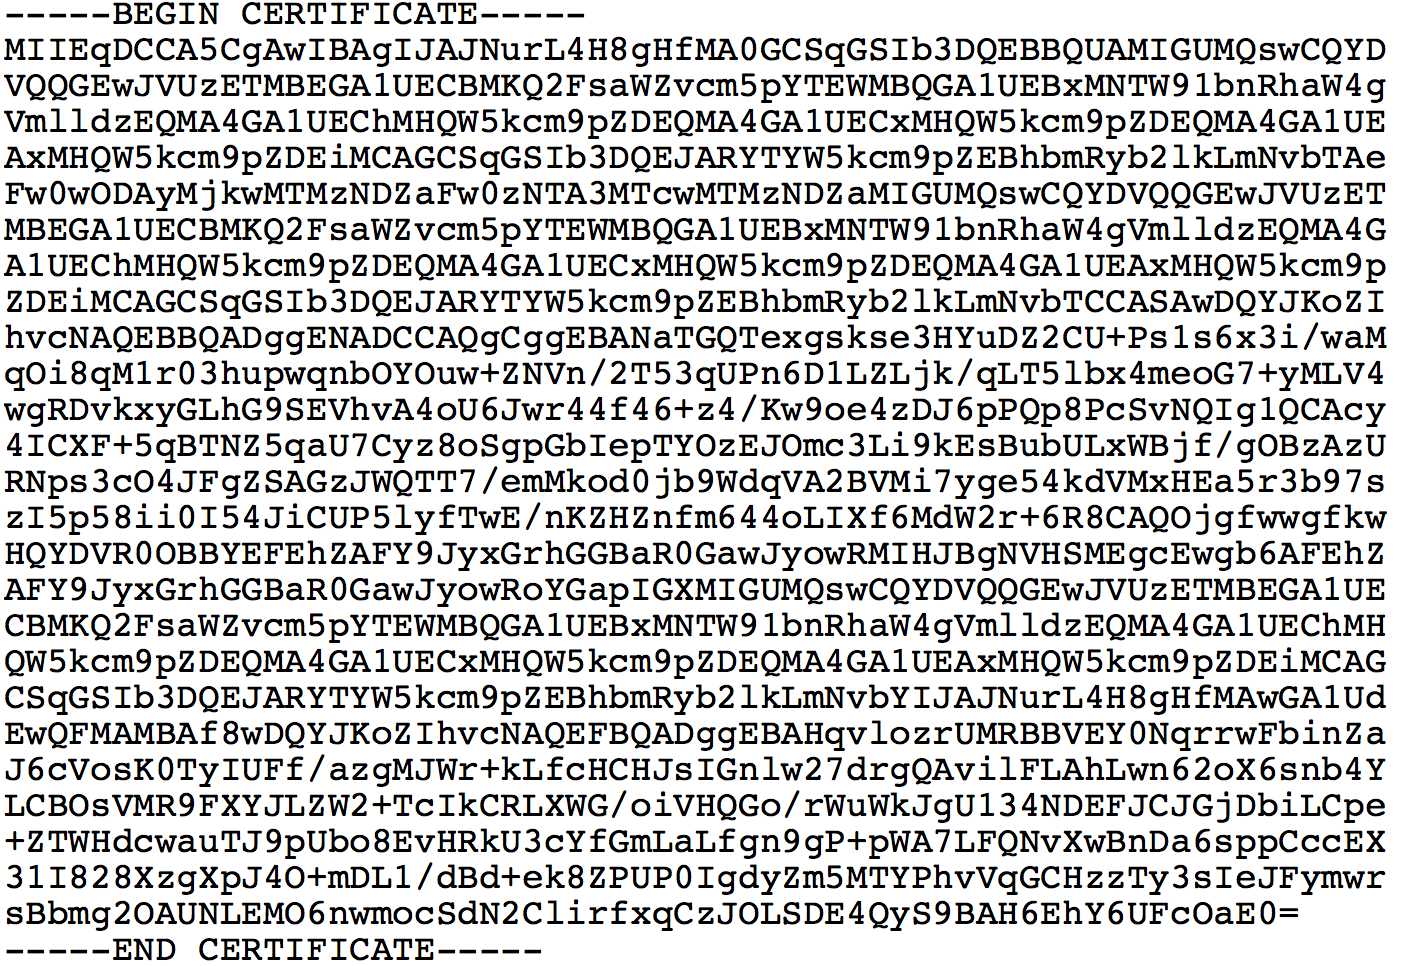 -----BEGIN CERTIFICATE-----
MIIEqDCCA5CgAwIBAgIJAJNurL4H8gHfMA0GCSqGSIb3DQEBBQUAMIGUMQswCQYD
VQQGEwJVUzETMBEGA1UECBMKQ2FsaWZvcm5pYTEWMBQGA1UEBxMNTW91bnRhaW4g
VmlldzEQMA4GA1UEChMHQW5kcm9pZDEQMA4GA1UECxMHQW5kcm9pZDEQMA4GA1UE
AxMHQW5kcm9pZDEiMCAGCSqGSIb3DQEJARYTYW5kcm9pZEBhbmRyb2lkLmNvbTAe
Fw0wODAyMjkwMTMzNDZaFw0zNTA3MTcwMTMzNDZaMIGUMQswCQYDVQQGEwJVUzET
MBEGA1UECBMKQ2FsaWZvcm5pYTEWMBQGA1UEBxMNTW91bnRhaW4gVmlldzEQMA4G
A1UEChMHQW5kcm9pZDEQMA4GA1UECxMHQW5kcm9pZDEQMA4GA1UEAxMHQW5kcm9p
ZDEiMCAGCSqGSIb3DQEJARYTYW5kcm9pZEBhbmRyb2lkLmNvbTCCASAwDQYJKoZI
hvcNAQEBBQADggENADCCAQgCggEBANaTGQTexgskse3HYuDZ2CU+Ps1s6x3i/waM
qOi8qM1r03hupwqnbOYOuw+ZNVn/2T53qUPn6D1LZLjk/qLT5lbx4meoG7+yMLV4
wgRDvkxyGLhG9SEVhvA4oU6Jwr44f46+z4/Kw9oe4zDJ6pPQp8PcSvNQIg1QCAcy
4ICXF+5qBTNZ5qaU7Cyz8oSgpGbIepTYOzEJOmc3Li9kEsBubULxWBjf/gOBzAzU
RNps3cO4JFgZSAGzJWQTT7/emMkod0jb9WdqVA2BVMi7yge54kdVMxHEa5r3b97s
zI5p58ii0I54JiCUP5lyfTwE/nKZHZnfm644oLIXf6MdW2r+6R8CAQOjgfwwgfkw
HQYDVR0OBBYEFEhZAFY9JyxGrhGGBaR0GawJyowRMIHJBgNVHSMEgcEwgb6AFEhZ
AFY9JyxGrhGGBaR0GawJyowRoYGapIGXMIGUMQswCQYDVQQGEwJVUzETMBEGA1UE
CBMKQ2FsaWZvcm5pYTEWMBQGA1UEBxMNTW91bnRhaW4gVmlldzEQMA4GA1UEChMH
QW5kcm9pZDEQMA4GA1UECxMHQW5kcm9pZDEQMA4GA1UEAxMHQW5kcm9pZDEiMCAG
CSqGSIb3DQEJARYTYW5kcm9pZEBhbmRyb2lkLmNvbYIJAJNurL4H8gHfMAwGA1Ud
EwQFMAMBAf8wDQYJKoZIhvcNAQEFBQADggEBAHqvlozrUMRBBVEY0NqrrwFbinZa
J6cVosK0TyIUFf/azgMJWr+kLfcHCHJsIGnlw27drgQAvilFLAhLwn62oX6snb4Y
LCBOsVMR9FXYJLZW2+TcIkCRLXWG/oiVHQGo/rWuWkJgU134NDEFJCJGjDbiLCpe
+ZTWHdcwauTJ9pUbo8EvHRkU3cYfGmLaLfgn9gP+pWA7LFQNvXwBnDa6sppCccEX
31I828XzgXpJ4O+mDL1/dBd+ek8ZPUP0IgdyZm5MTYPhvVqGCHzzTy3sIeJFymwr
sBbmg2OAUNLEMO6nwmocSdN2ClirfxqCzJOLSDE4QyS9BAH6EhY6UFcOaE0=
-----END CERTIFICATE-----